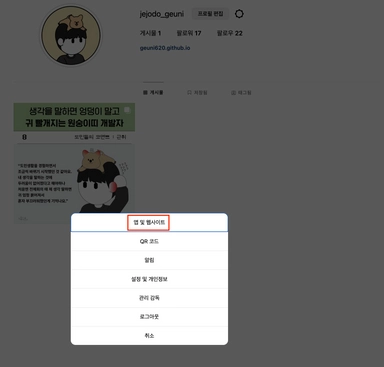 jejodo_geuni
프로필 편집
게시물 1
팔로워 17
팔로우 22
geuni620.github.io
게시물
저장됨
태그됨
생각을 말하면 엉덩이 말고
귀 빨개지는 원숭이띠 개발자
앱 및 웹사이트
QR 코드
알림
설정 및 개인정보
관리 감독
로그아웃
취소